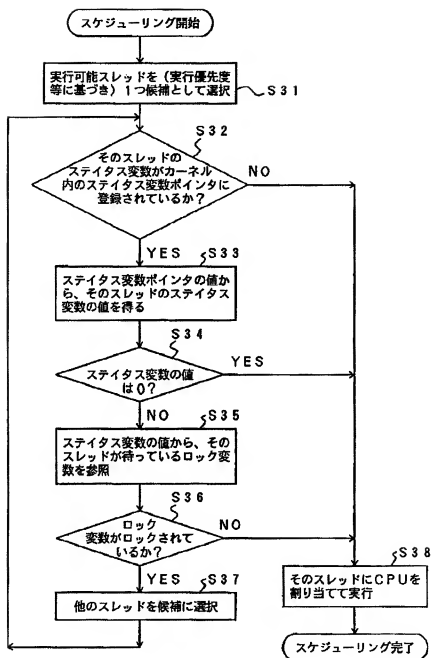 スケジューリング開始
実行可能スレッドを（実行優先度
等に基づき）1つ候補として選択
S31
S32
そのスレッドの
ステイタス変数がカーネル
内のステイタス変数ポインタに
登録されているか？
NO
YES
S33
ステイタス変数ポインタの値
から、そのスレッドのステイタス
変数の値を得る
S34
ステイタス変数の値
は0？
YES
NO
S35
ステイタス変数の値から、その
スレッドが待っているロック変
数を参照
S36
ロック
変数がロックされて
いるか？
NO
YES
S37
他のスレッドを候補に選択
S38
そのスレッドにCPUを
割り当てて実行
スケジューリング完了